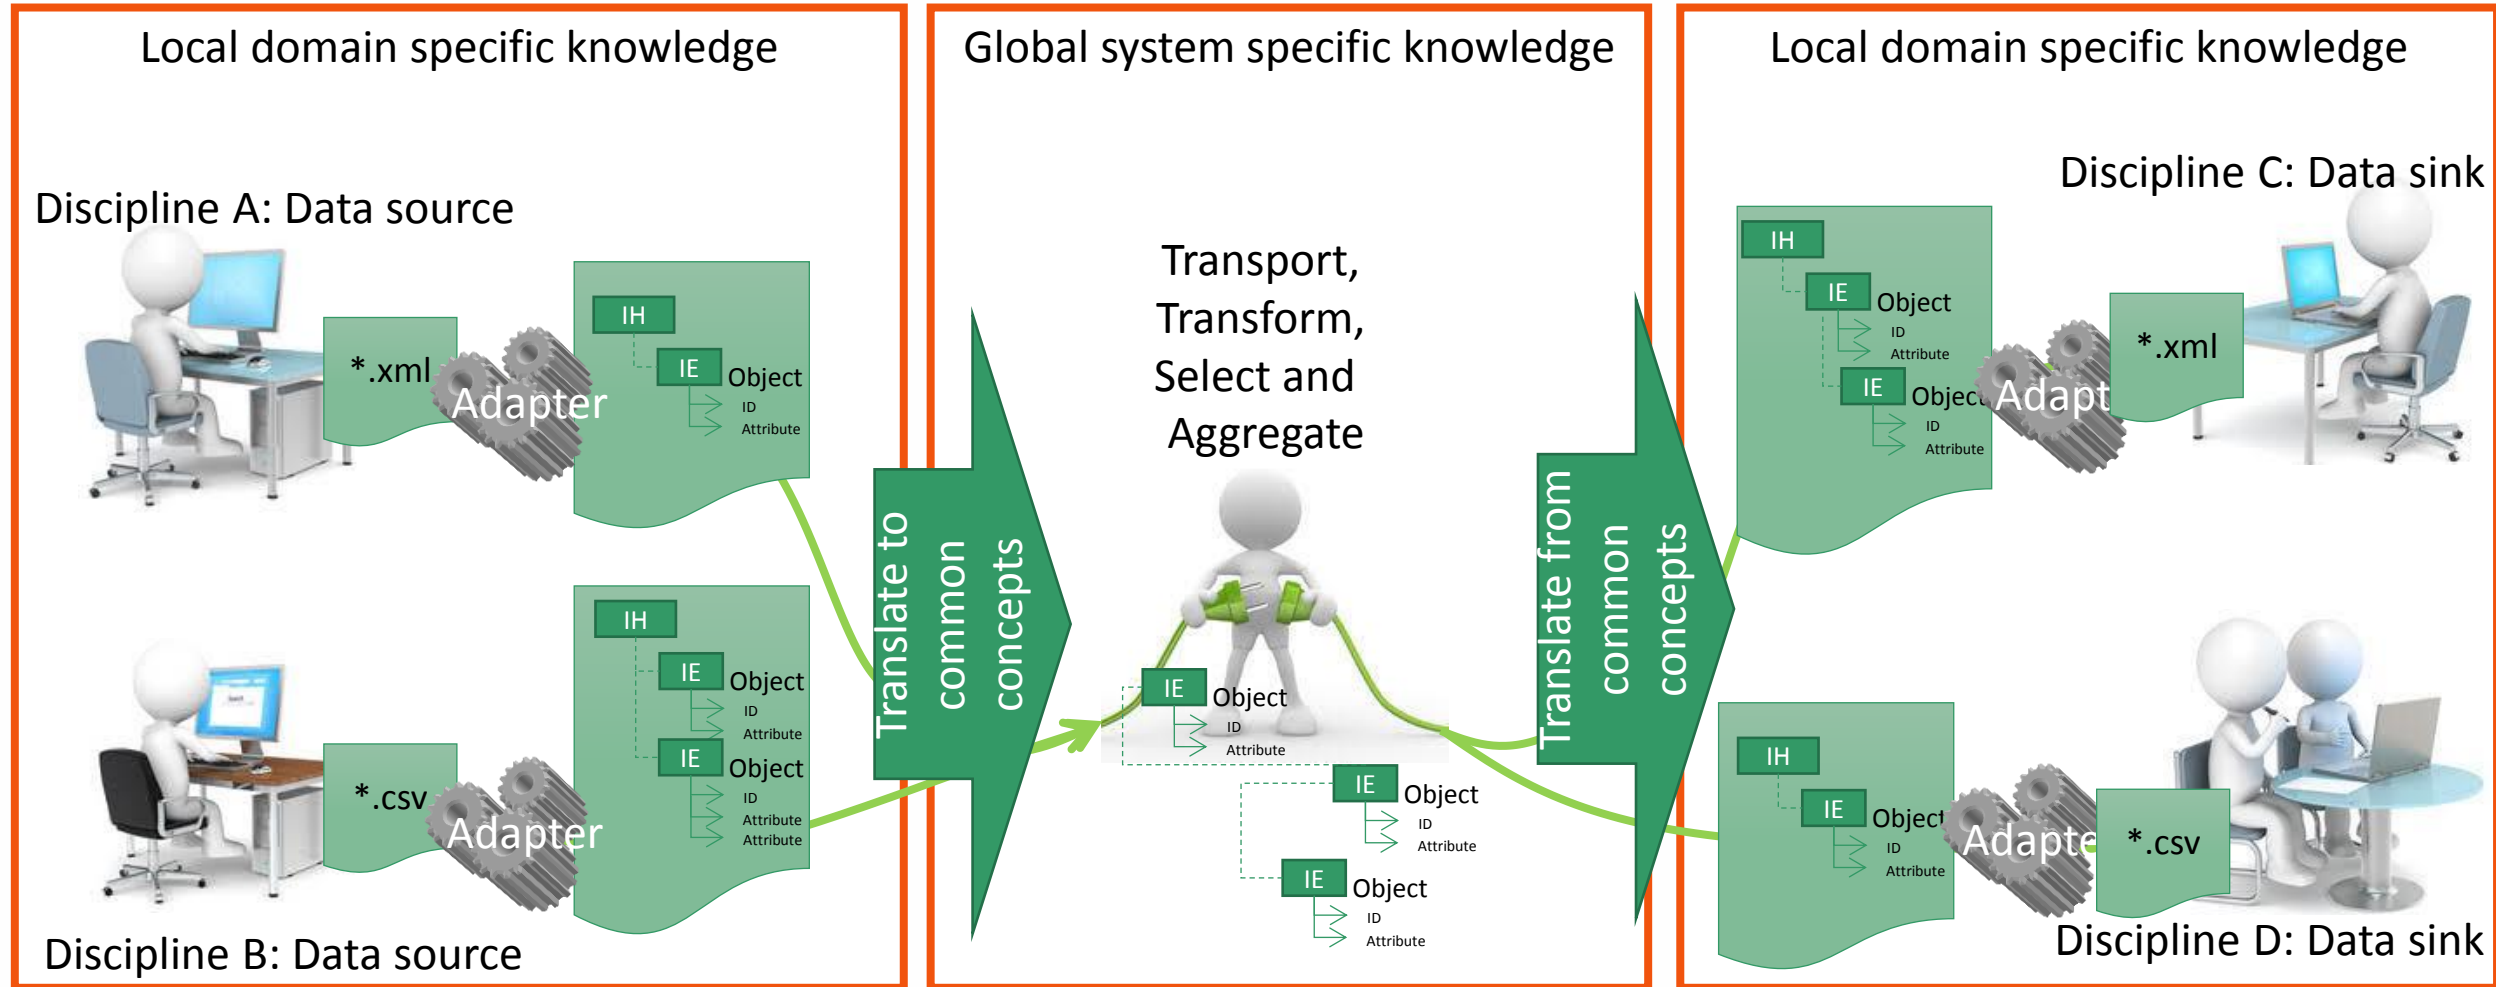 Local domain specific knowledge
Discipline A: Data source
*.xml
Adapter
IH
IE
Object
ID
Attribute
*.csv
Adapter
IH
IE
Object
ID
Attribute
IE
Object
ID
Attribute
Attribute
Discipline B: Data source
Translate to
common
concepts
Global system specific knowledge
Transport,
Transform,
Select and
Aggregate
IE
Object
ID
Attribute
IE
Object
ID
Attribute
IE
Object
ID
Attribute
Translate from
common
concepts
Local domain specific knowledge
Discipline C: Data sink
IH
IE
Object
ID
Attribute
IE
Object
ID
Attribute
Adapt
*.xml
IH
IE
Object
ID
Attribute
Adapte
*.csv
Discipline D: Data sink